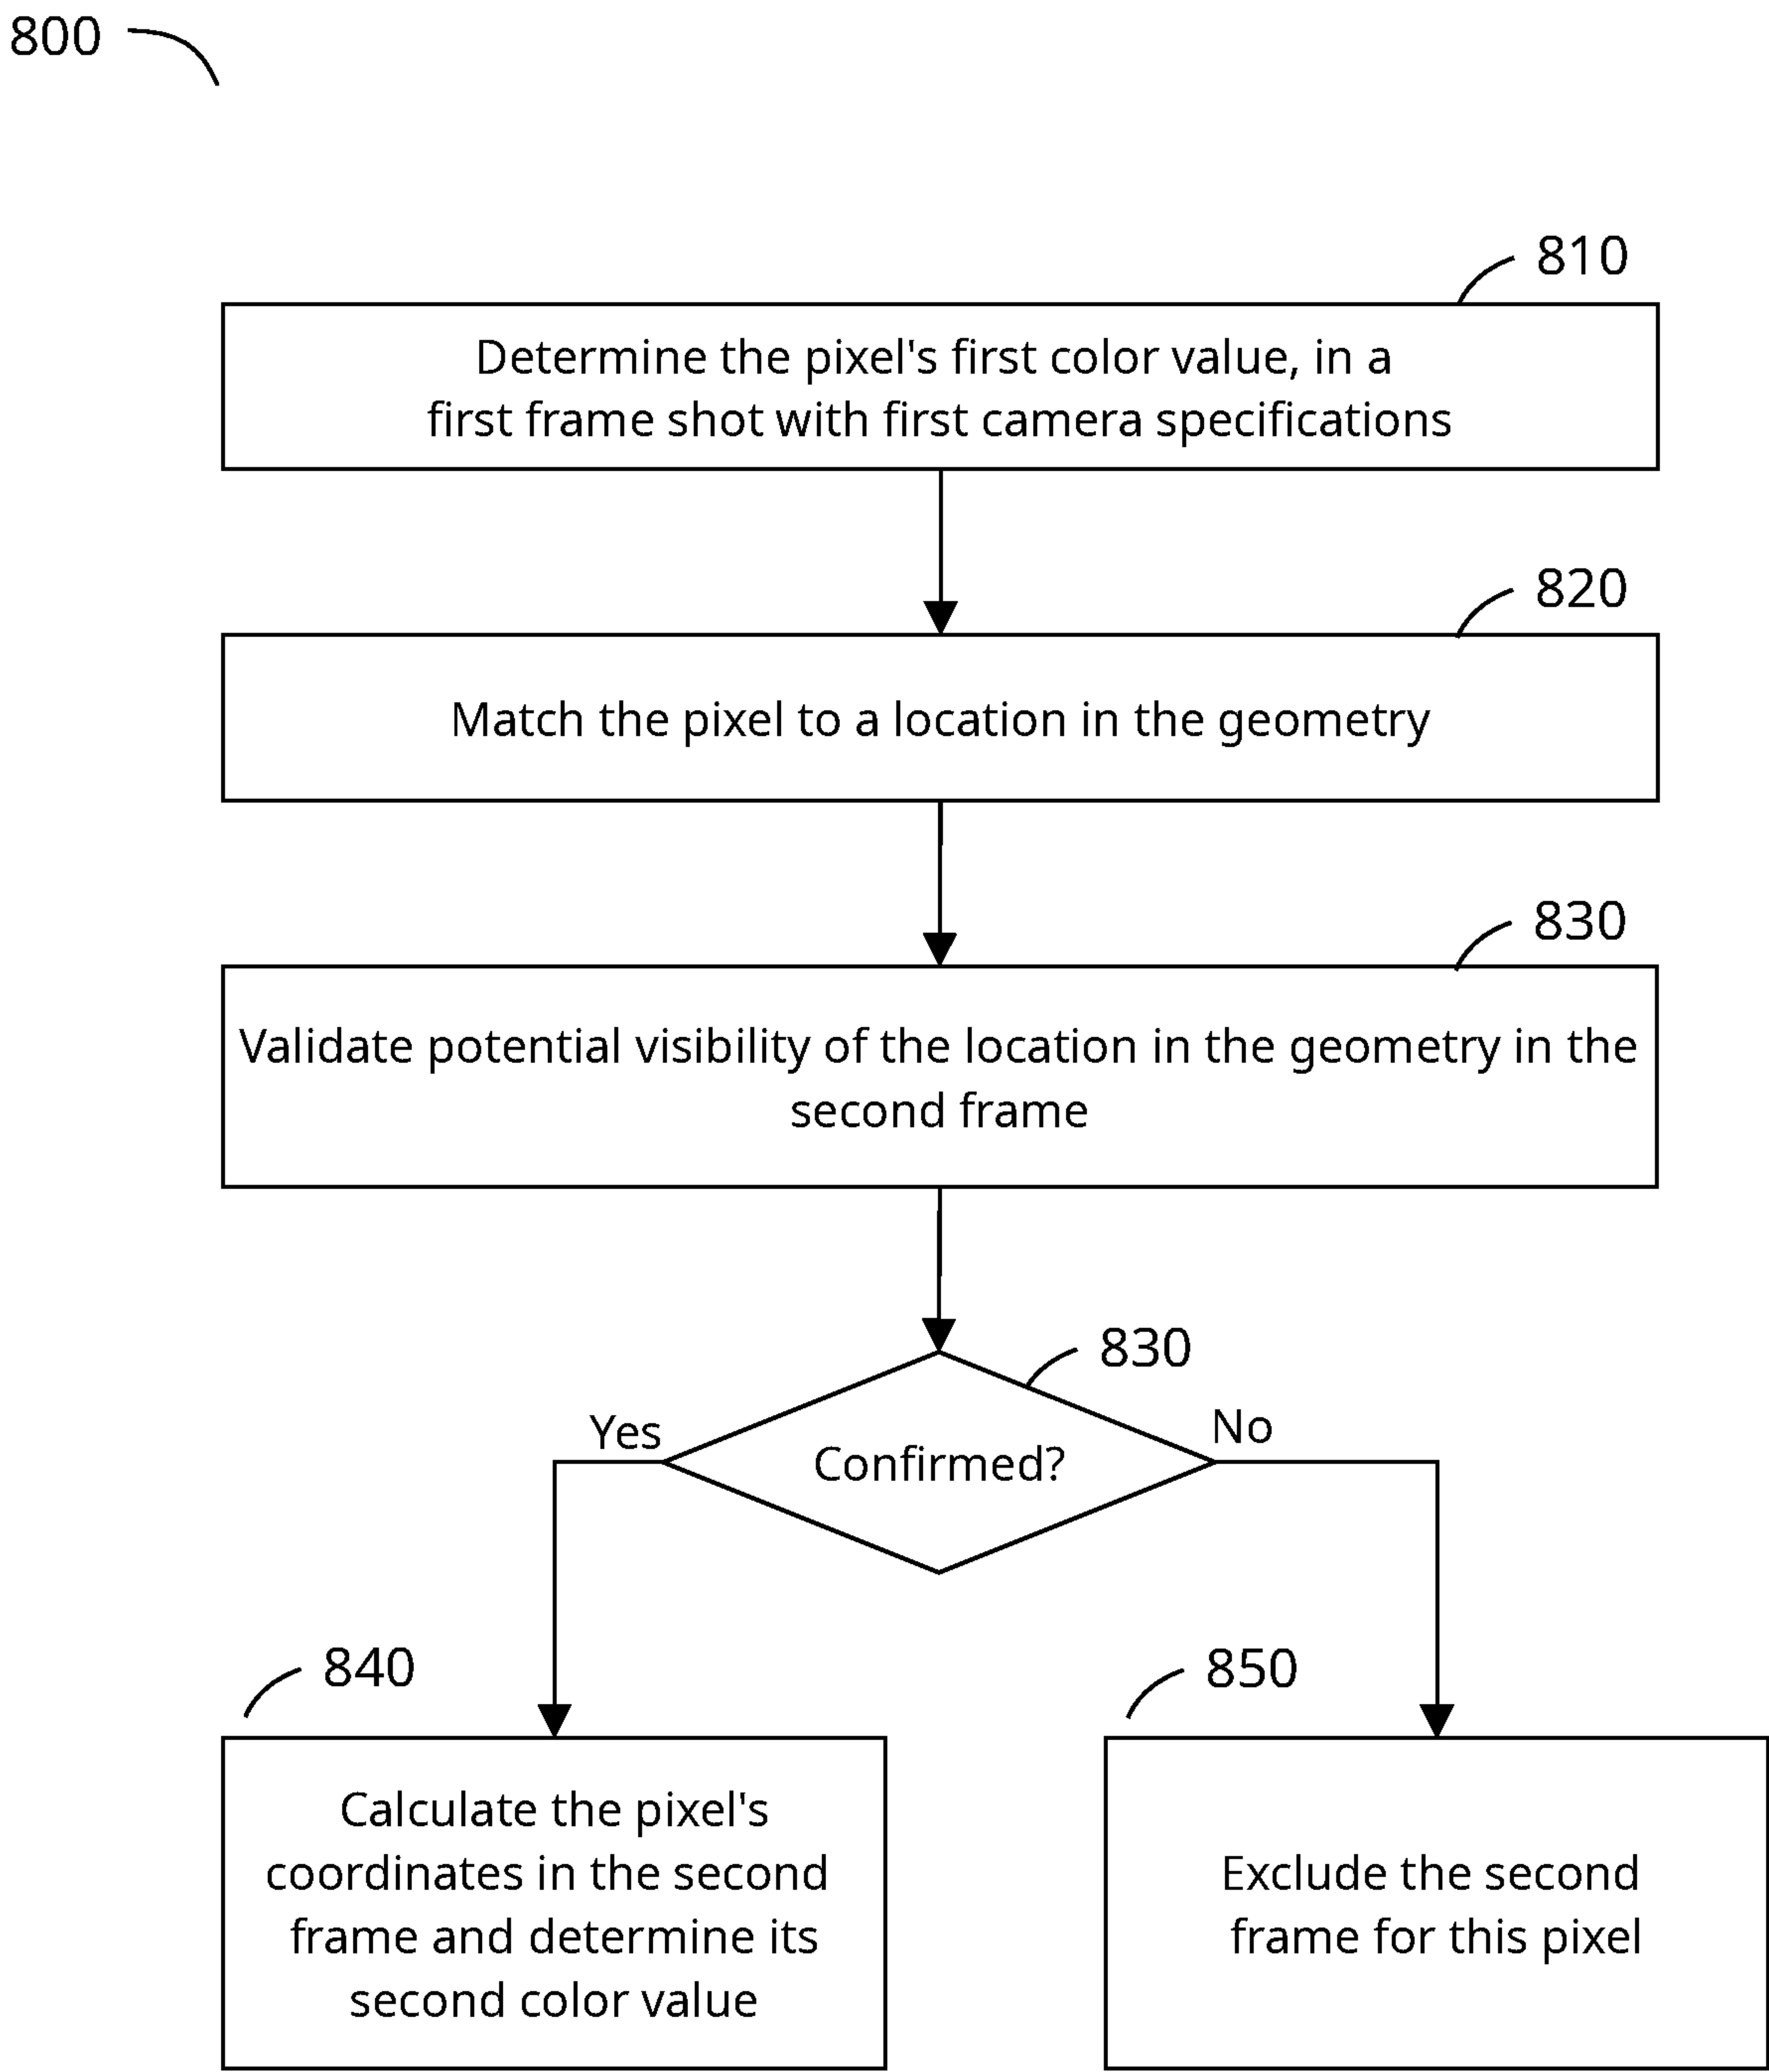 800
810
Determine the pixel's first color value, in a
first frame shot with first camera specifications
820
Match the pixel to a location in the geometry
830
Validate potential visibility of the location in the geometry in the
second frame
830
Yes
No
Confirmed?
840
850
Calculate the pixel's
coordinates in the second
frame and determine its
second color value
Exclude the second
frame for this pixel